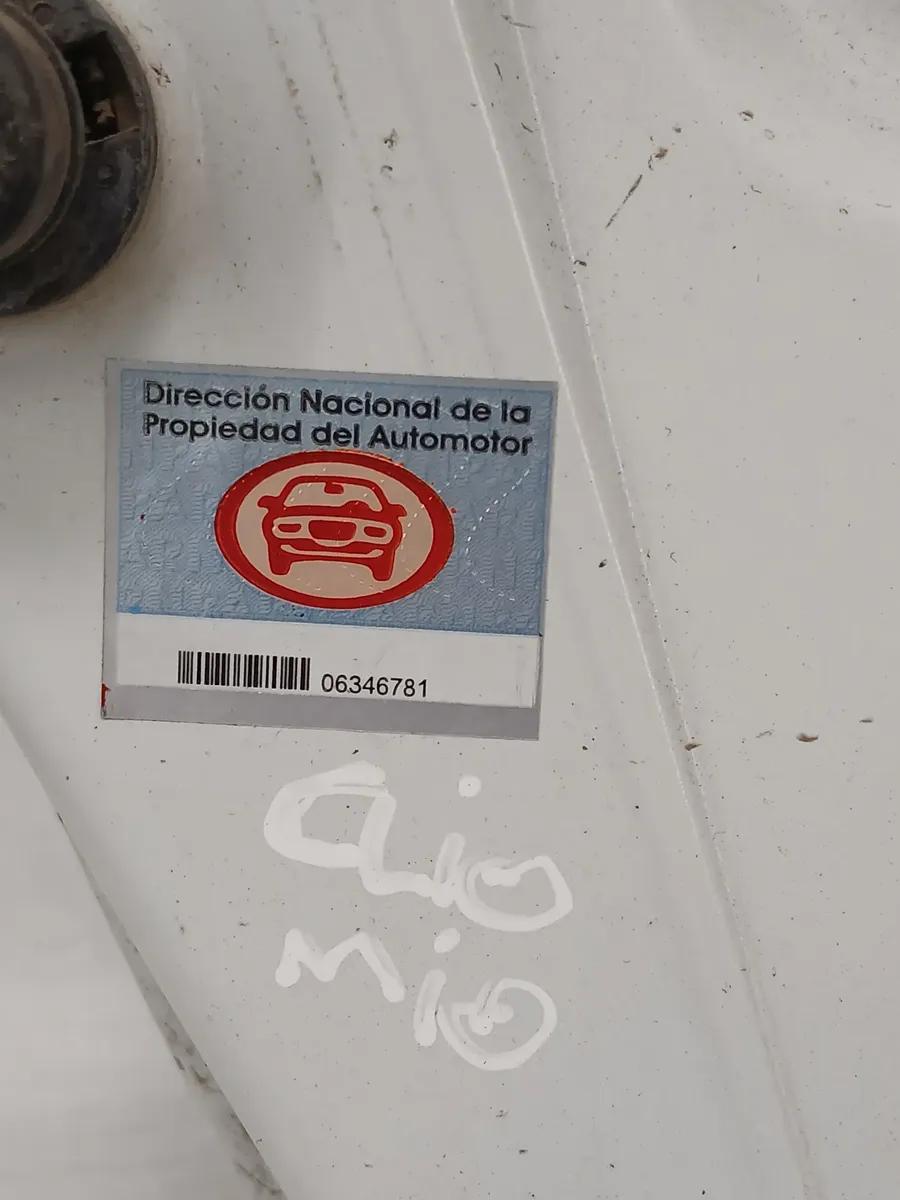 Dirección Nacional de la
Propiedad del Automotor
06346781
Clio
mio